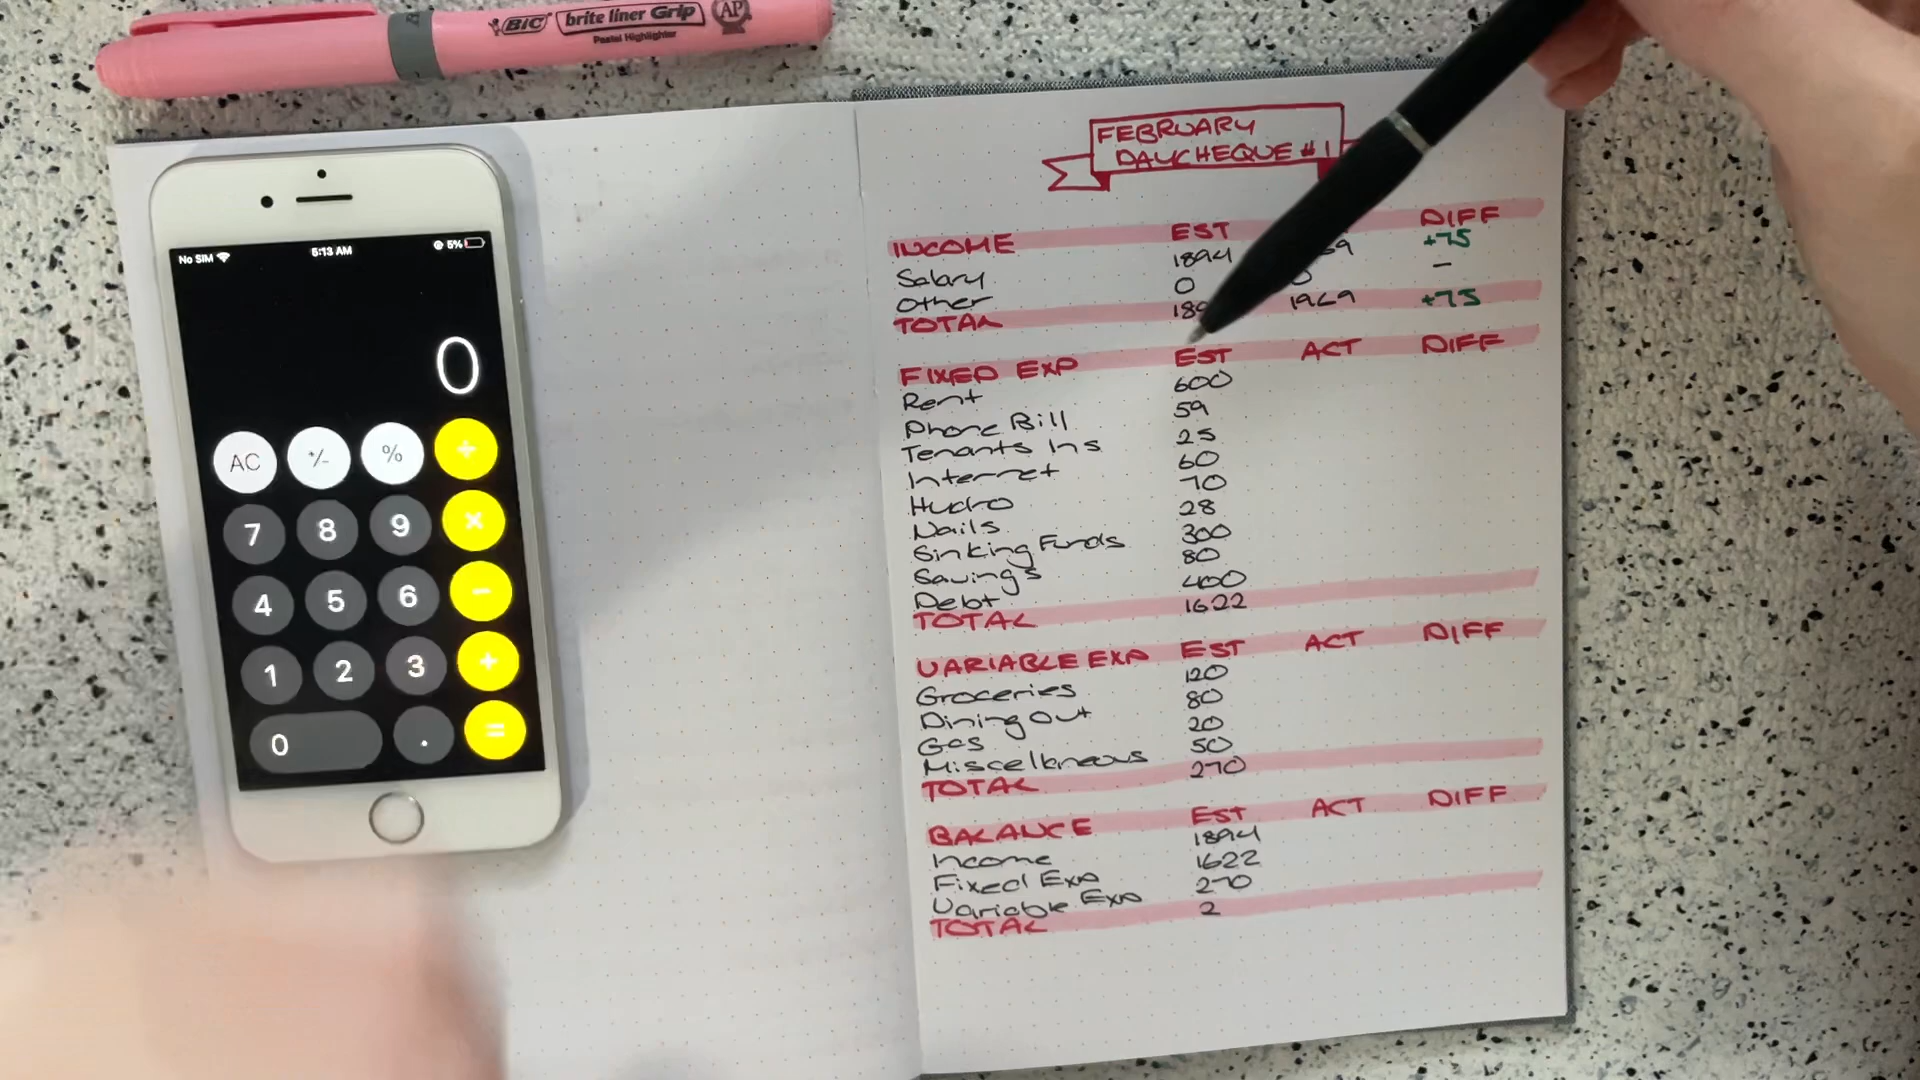 BIC brite liner Grip AP
Pastel Highlighter
No SIM 5:13 AM 5%
0
AC +/- % ÷
7 8 9 ×
4 5 6 −
1 2 3 +
0 . =
FEBRUARY
PAYCHEQUE #1
INCOME EST DIFF
Salary 1894 +75
Other 0 –
TOTAL 1969 +75
FIXED EXP EST ACT DIFF
Rent 600
Phone Bill 59
Tenants Ins 25
Internet 60
Hydro 70
Nails 28
Sinking Funds 300
Savings 80
Debt 400
TOTAL 1622
VARIABLE EXP EST ACT DIFF
Groceries 120
Dining Out 80
Gas 20
Miscellaneous 50
TOTAL 270
BALANCE EST ACT DIFF
Income 1894
Fixed Exp 1622
Variable Exp 270
TOTAL 2